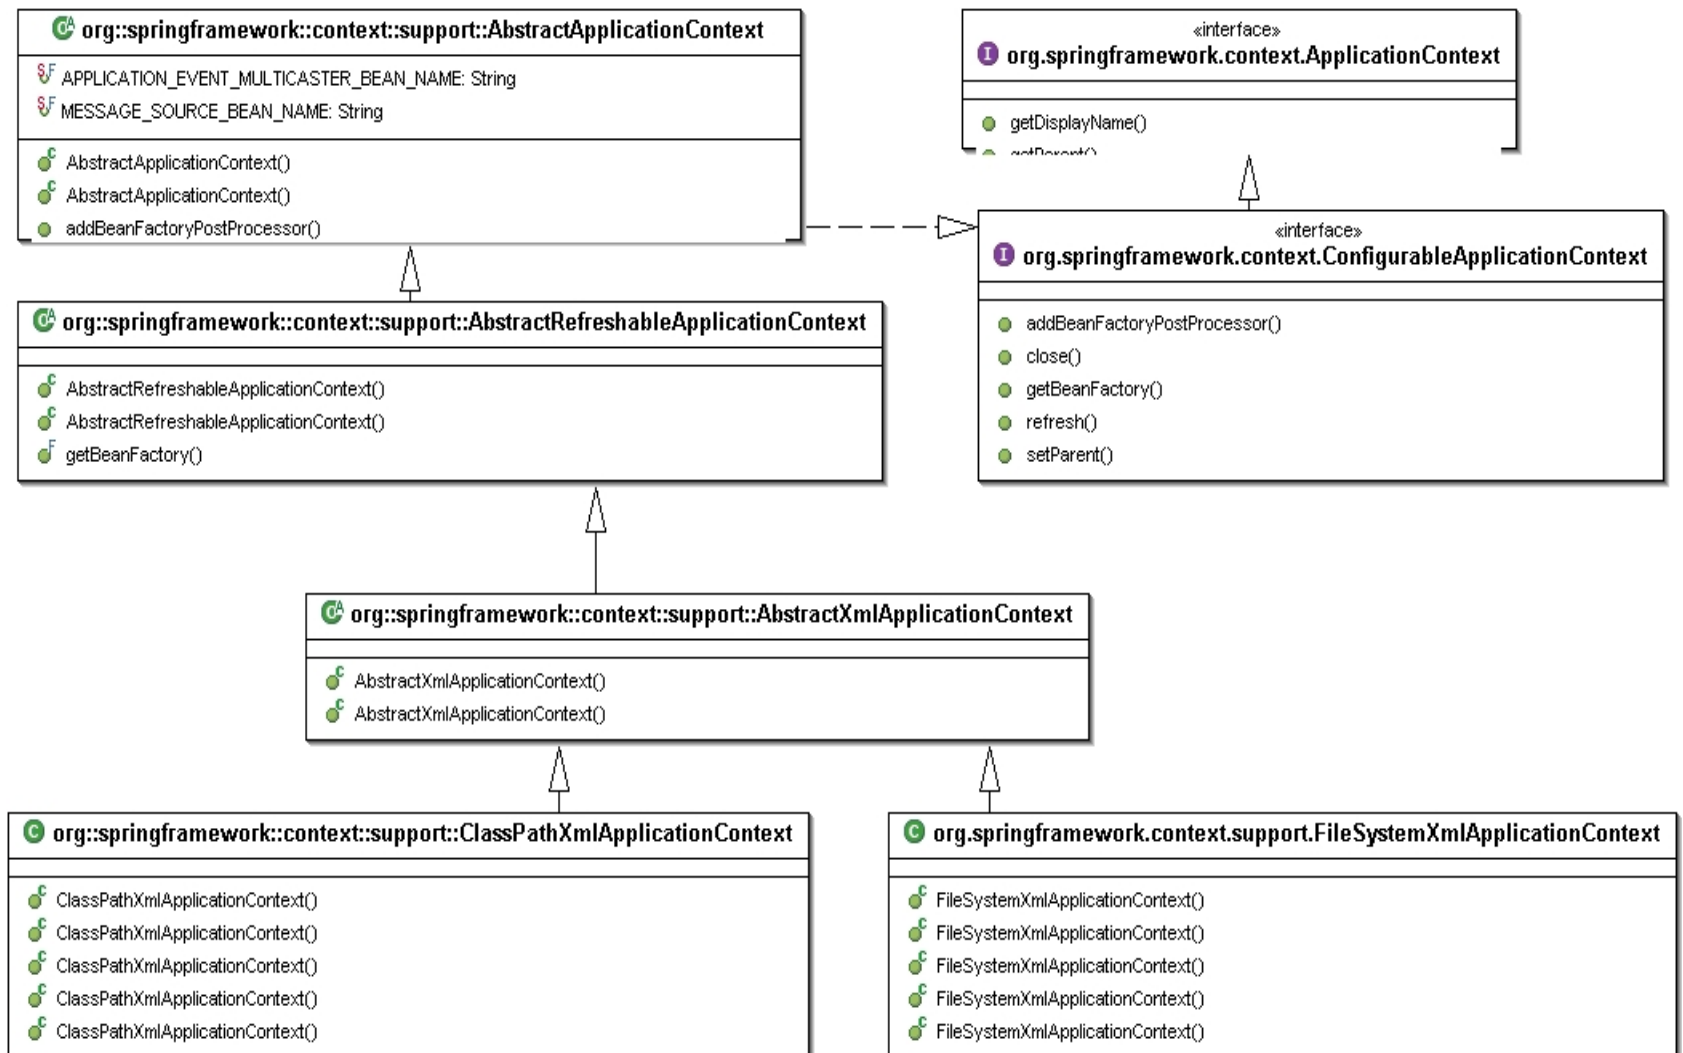 org::springframework::context::support::AbstractApplicationContext
APPLICATION_EVENT_MULTICASTER_BEAN_NAME: String
MESSAGE_SOURCE_BEAN_NAME: String
AbstractApplicationContext()
AbstractApplicationContext()
addBeanFactoryPostProcessor()
«interface»
org.springframework.context.ApplicationContext
getDisplayName()
getParent()
«interface»
org.springframework.context.ConfigurableApplicationContext
addBeanFactoryPostProcessor()
close()
getBeanFactory()
refresh()
setParent()
org::springframework::context::support::AbstractRefreshableApplicationContext
AbstractRefreshableApplicationContext()
AbstractRefreshableApplicationContext()
getBeanFactory()
org::springframework::context::support::AbstractXmlApplicationContext
AbstractXmlApplicationContext()
AbstractXmlApplicationContext()
org::springframework::context::support::ClassPathXmlApplicationContext
ClassPathXmlApplicationContext()
ClassPathXmlApplicationContext()
ClassPathXmlApplicationContext()
ClassPathXmlApplicationContext()
ClassPathXmlApplicationContext()
org.springframework.context.support.FileSystemXmlApplicationContext
FileSystemXmlApplicationContext()
FileSystemXmlApplicationContext()
FileSystemXmlApplicationContext()
FileSystemXmlApplicationContext()
FileSystemXmlApplicationContext()